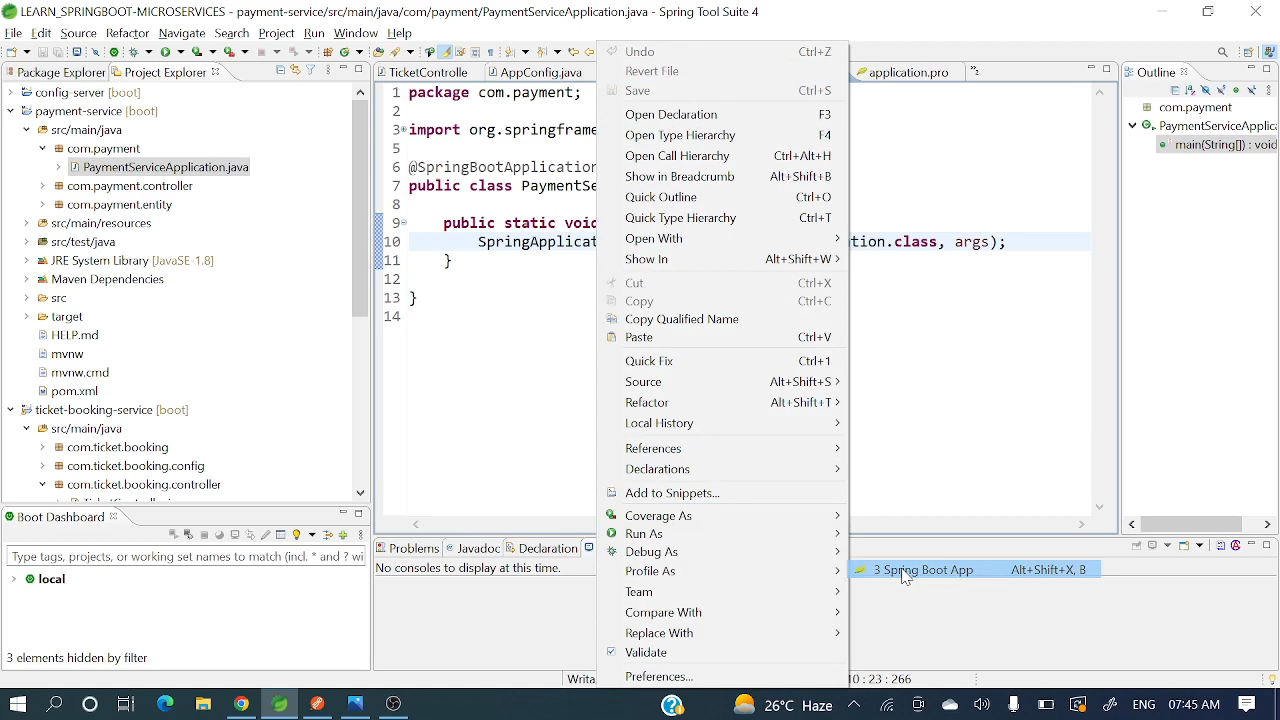 LEARN_SPRINGBOOT-MICROSERVICES - payment-service/src/main/java/com/payment/PaymentServiceApplication.java - Spring Tool Suite 4
File Edit Source Refactor Navigate Search Project Run Window Help
Package Explorer
Project Explorer
config-server [boot]
payment-service [boot]
src/main/java
com.payment
PaymentServiceApplication.java
com.payment.controller
com.payment.entity
src/main/resources
src/test/java
JRE System Library [JavaSE-1.8]
Maven Dependencies
src
target
HELP.md
mvnw
mvnw.cmd
pom.xml
ticket-booking-service [boot]
src/main/java
com.ticket.booking
com.ticket.booking.config
com.ticket.booking.controller
Boot Dashboard
Type tags, projects, or working set names to match (incl. * and ? wi
local
3 elements hidden by filter
TicketControlle
AppConfig.java
application.pro
1 package com.payment;
2
3 import org.springframe
5
6 @SpringBootApplication
7 public class PaymentSe
8
9 public static void
10 SpringApplicat ation.class, args);
11 }
12
13 }
14
Undo Ctrl+Z
Revert File
Save Ctrl+S
Open Declaration F3
Open Type Hierarchy F4
Open Call Hierarchy Ctrl+Alt+H
Show in Breadcrumb Alt+Shift+B
Quick Outline Ctrl+O
Quick Type Hierarchy Ctrl+T
Open With
Show In Alt+Shift+W
Cut Ctrl+X
Copy Ctrl+C
Copy Qualified Name
Paste Ctrl+V
Quick Fix Ctrl+1
Source Alt+Shift+S
Refactor Alt+Shift+T
Local History
References
Declarations
Add to Snippets...
Coverage As
Run As
Debug As
Profile As
Team
Compare With
Replace With
Validate
Preferences...
3 Spring Boot App Alt+Shift+X, B
Outline
com.payment
PaymentServiceApplica
main(String[]) : void
Problems
Javadoc
Declaration
No consoles to display at this time.
Writa
10 : 23 : 266
26°C Haze
07:45 AM